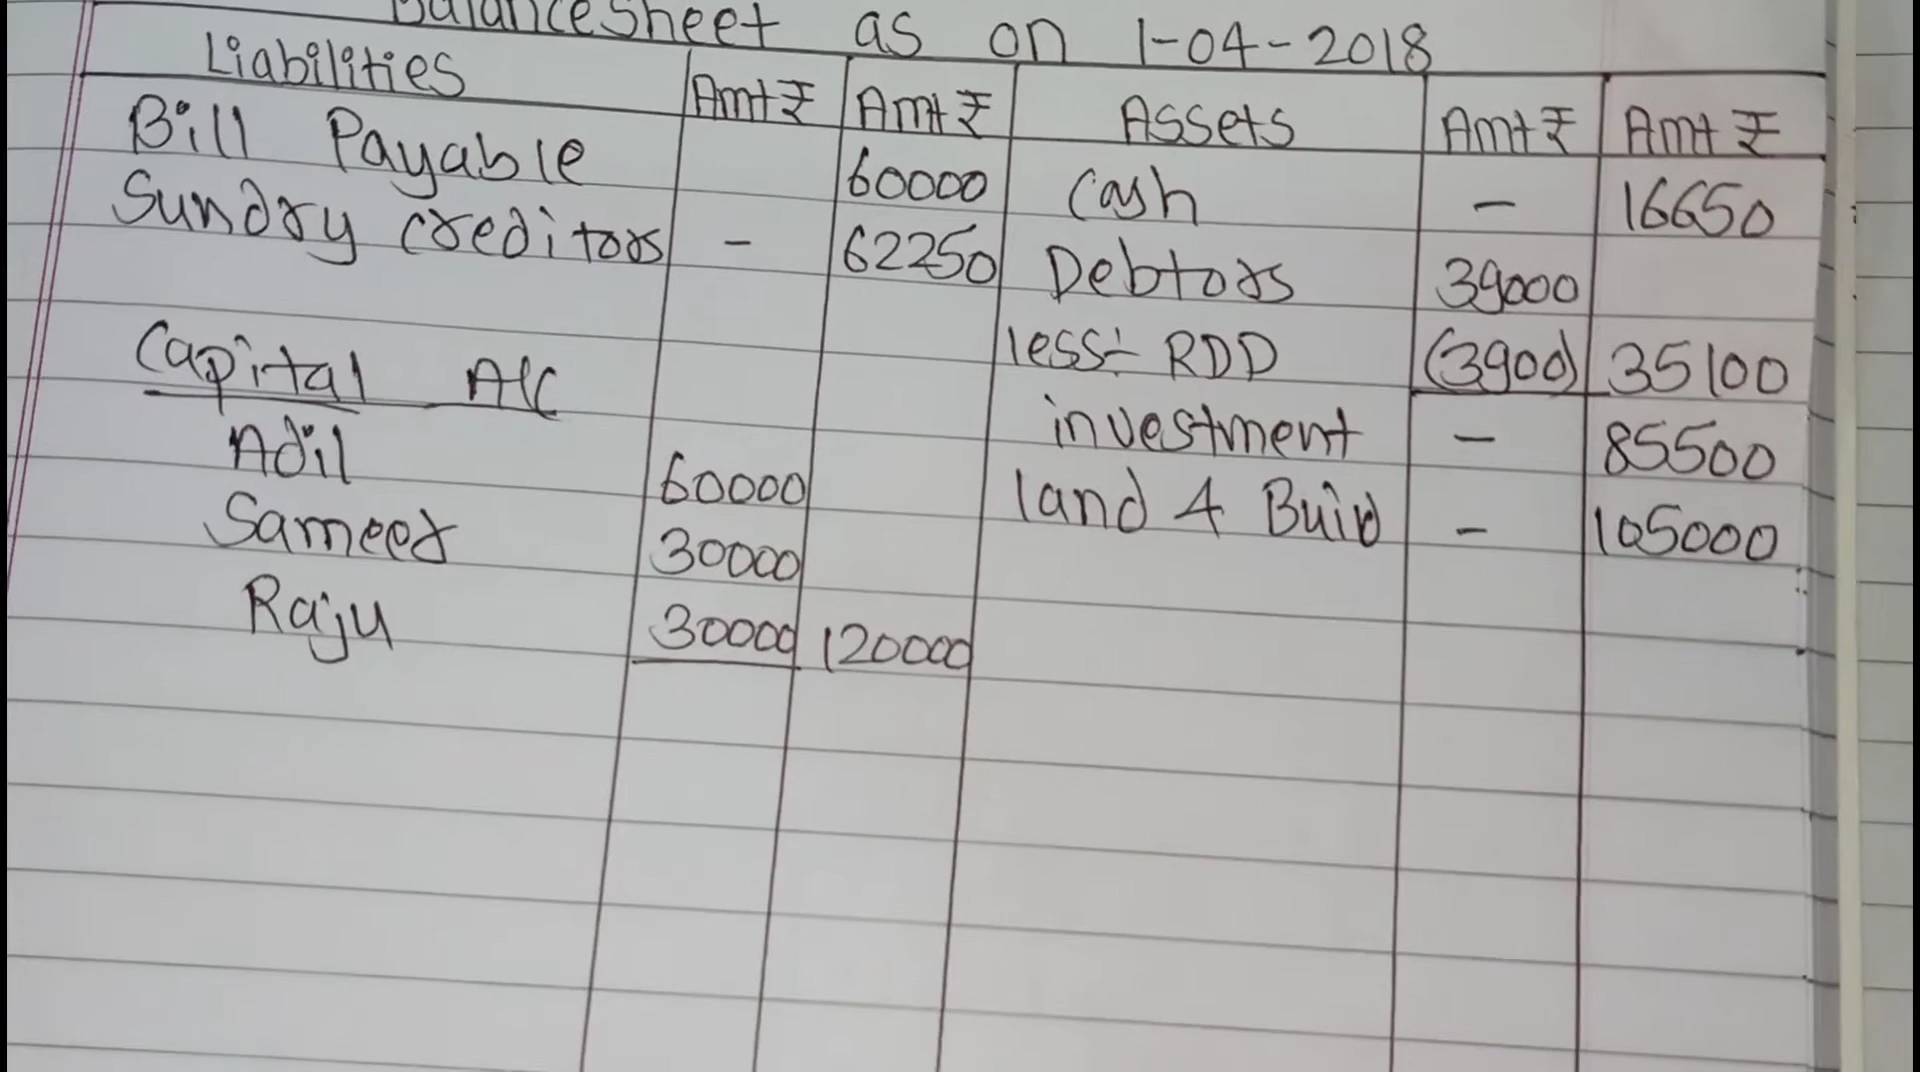 Balance Sheet as on 1-04-2018
Liabilities Amt ₹ Amt ₹ Assets Amt ₹ Amt ₹
Bill Payable 60000 Cash - 16650
Sundry creditors - 62250 Debtors 39000
less:- RDD (3900) 35100
Capital A/C investment - 85500
Adil 60000 land & Buid - 105000
Sameer 30000
Raju 30000 120000